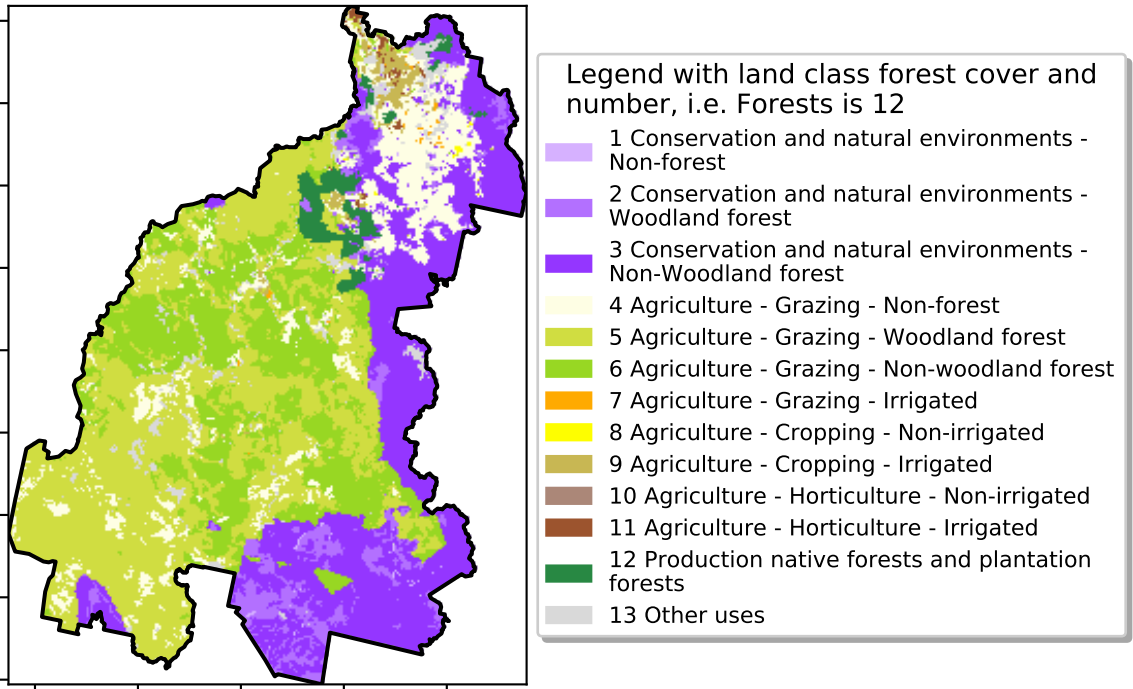 Legend with land class forest cover and
number, i.e. Forests is 12
1 Conservation and natural environments -
Non-forest
2 Conservation and natural environments -
Woodland forest
3 Conservation and natural environments -
Non-Woodland forest
4 Agriculture - Grazing - Non-forest
5 Agriculture - Grazing - Woodland forest
6 Agriculture - Grazing - Non-woodland forest
7 Agriculture - Grazing - Irrigated
8 Agriculture - Cropping - Non-irrigated
9 Agriculture - Cropping - Irrigated
10 Agriculture - Horticulture - Non-irrigated
11 Agriculture - Horticulture - Irrigated
12 Production native forests and plantation
forests
13 Other uses